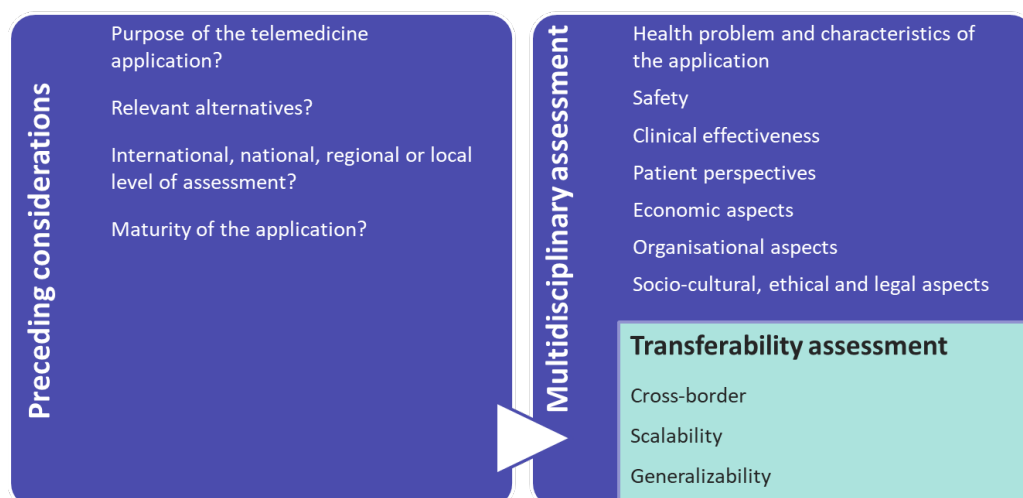 Preceding considerations
Purpose of the telemedicine
application?
Relevant alternatives?
International, national, regional or local
level of assessment?
Maturity of the application?
Multidisciplinary assessment
Health problem and characteristics of
the application
Safety
Clinical effectiveness
Patient perspectives
Economic aspects
Organisational aspects
Socio-cultural, ethical and legal aspects
Transferability assessment
Cross-border
Scalability
Generalizability